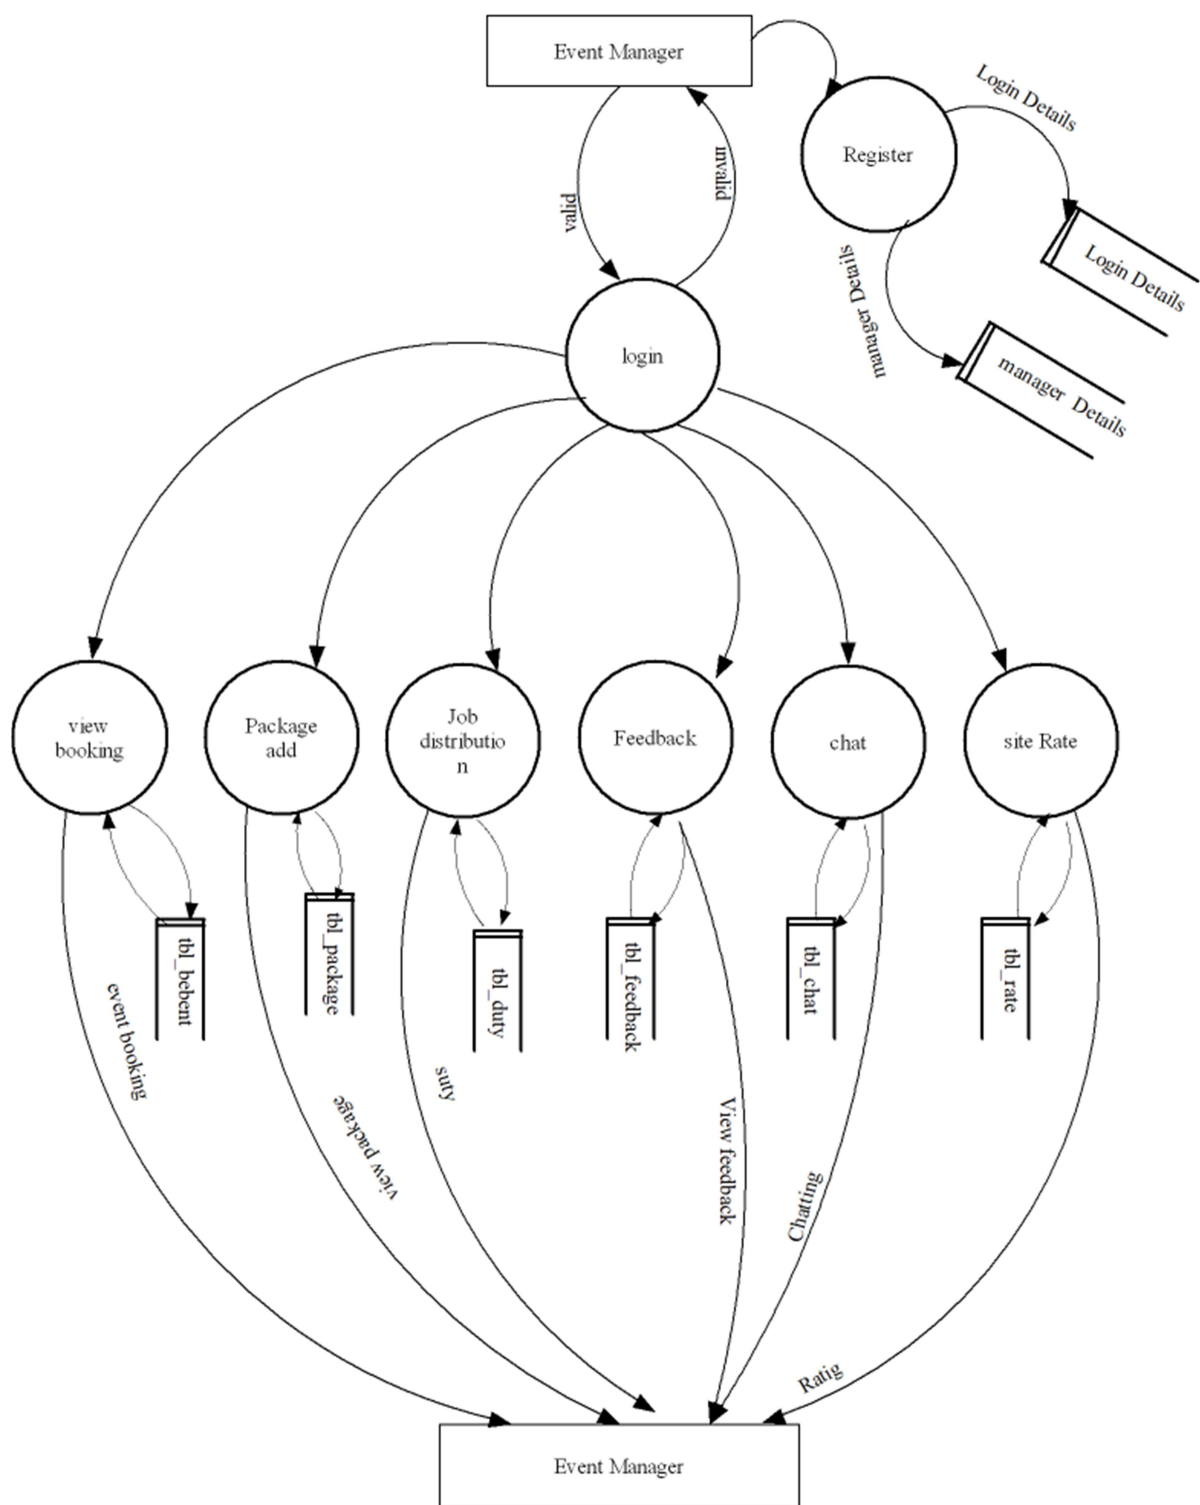 Event Manager
Login Details
Register
invalid
valid
Login Details
manager Details
login
manager Details
view
booking
Package
add
Job
distributio
n
Feedback
chat
site Rate
tbl_bebent
tbl_package
tbl_duty
tbl_feedback
tbl_chat
tbl_rate
event booking
view package
suty
View feedback
Chatting
Ratig
Event Manager